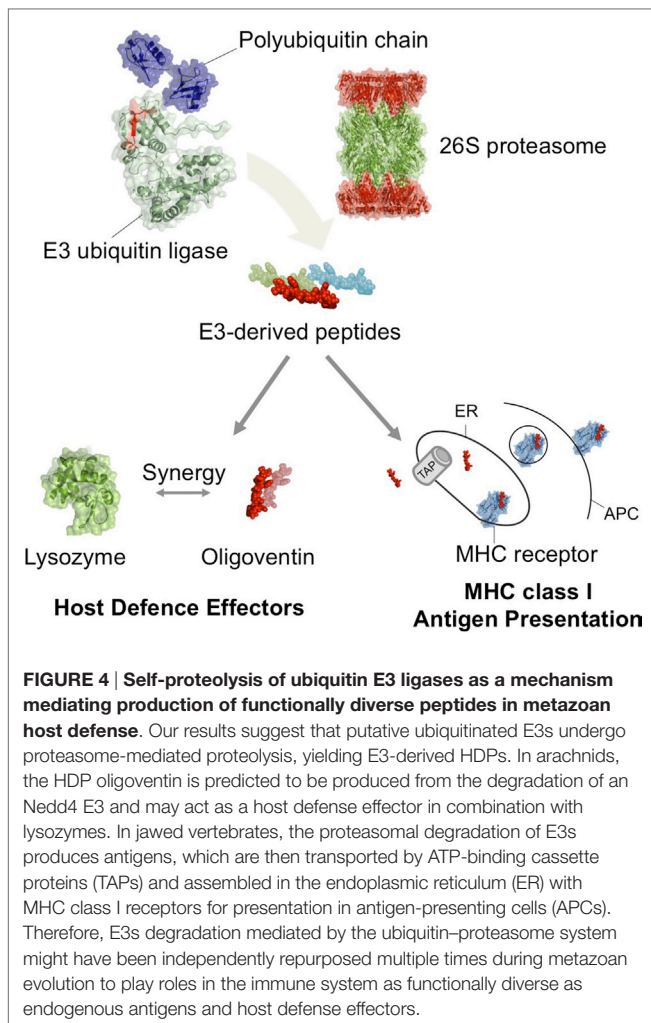 Polyubiquitin chain
26S proteasome
E3 ubiquitin ligase
E3-derived peptides
ER
Synergy
TAP
APC
Lysozyme
Oligoventin
MHC receptor
Host Defence Effectors
MHC class I
Antigen Presentation
FIGURE 4 | Self-proteolysis of ubiquitin E3 ligases as a mechanism
mediating production of functionally diverse peptides in metazoan
host defense. Our results suggest that putative ubiquitinated E3s undergo
proteasome-mediated proteolysis, yielding E3-derived HDPs. In arachnids,
the HDP oligoventin is predicted to be produced from the degradation of an
Nedd4 E3 and may act as a host defense effector in combination with
lysozymes. In jawed vertebrates, the proteasomal degradation of E3s
produces antigens, which are then transported by ATP-binding cassette
proteins (TAPs) and assembled in the endoplasmic reticulum (ER) with
MHC class I receptors for presentation in antigen-presenting cells (APCs).
Therefore, E3s degradation mediated by the ubiquitin–proteasome system
might have been independently repurposed multiple times during metazoan
evolution to play roles in the immune system as functionally diverse as
endogenous antigens and host defense effectors.